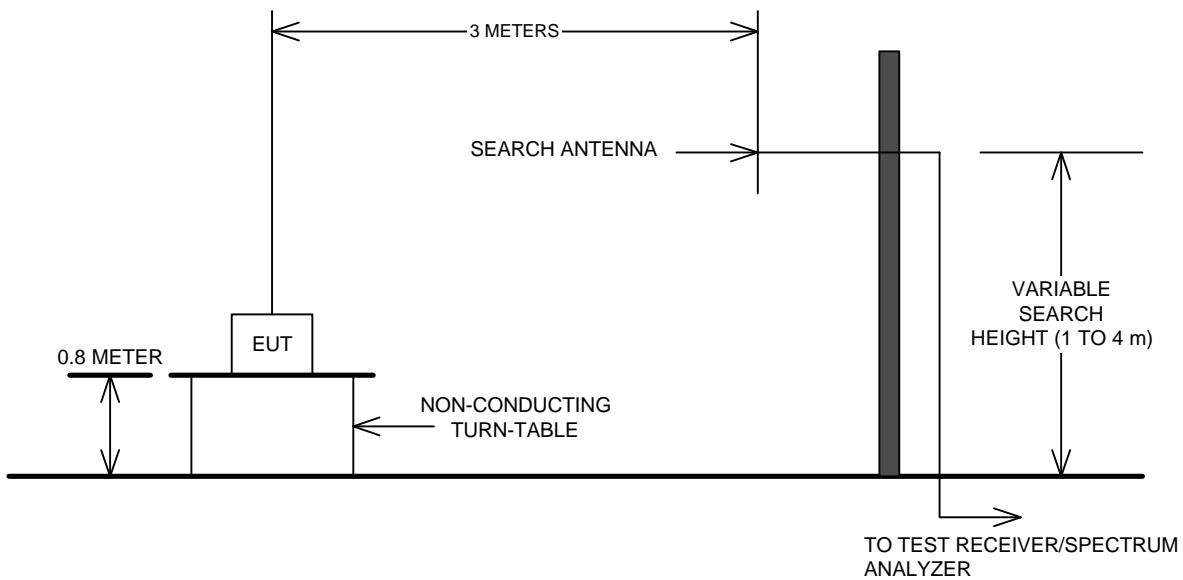 3 METERS
SEARCH ANTENNA
VARIABLE
SEARCH
HEIGHT (1 TO 4 m)
EUT
0.8 METER
NON-CONDUCTING
TURN-TABLE
TO TEST RECEIVER/SPECTRUM
ANALYZER